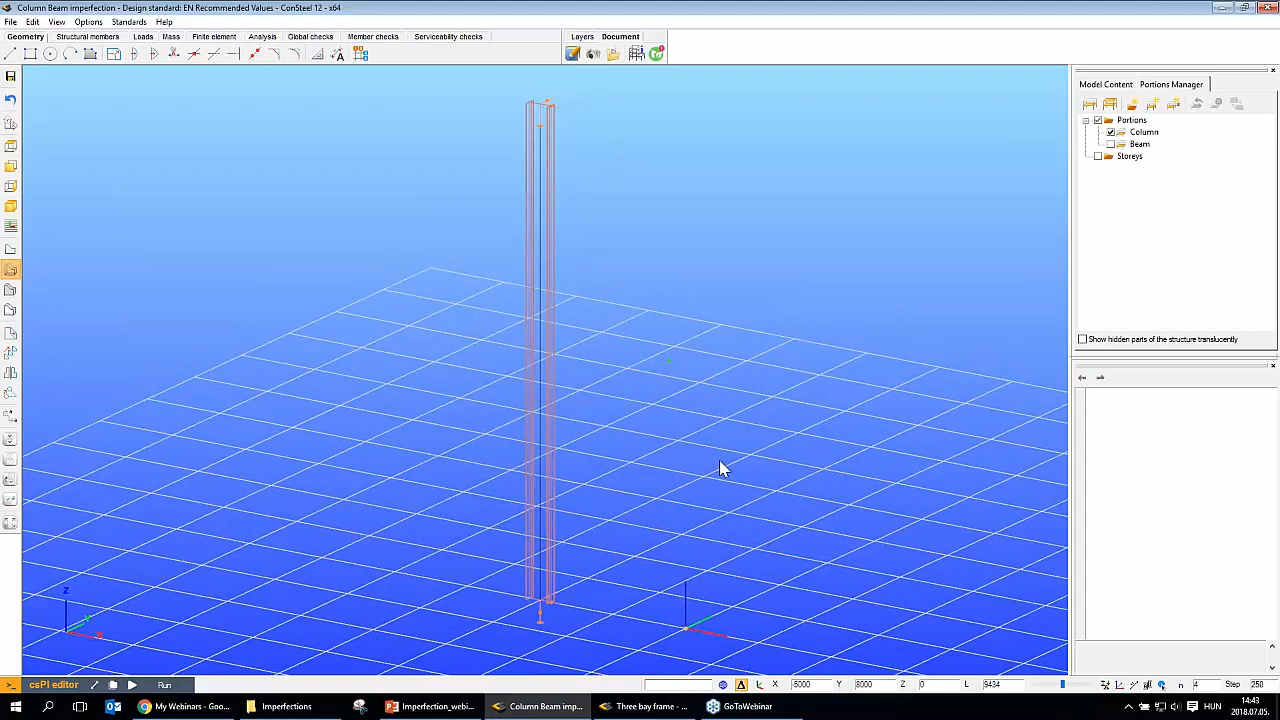 Column Beam imperfection - Design standard: EN Recommended Values - ConSteel 12 - x64
File Edit View Options Standards Help
Geometry Structural members Loads Mass Finite element Analysis Global checks Member checks Serviceability checks Layers Document
Model Content Portions Manager
Portions
Column
Beam
Storeys
Show hidden parts of the structure translucently
Z
Y
X
csPI editor Run X -5000 Y 8000 Z 0 L 9434 n 4 Step 250
My Webinars - Goo... Imperfections Imperfection_webi... Column Beam imp... Three bay frame - ... GoToWebinar HUN
14:43
2018.07.05.